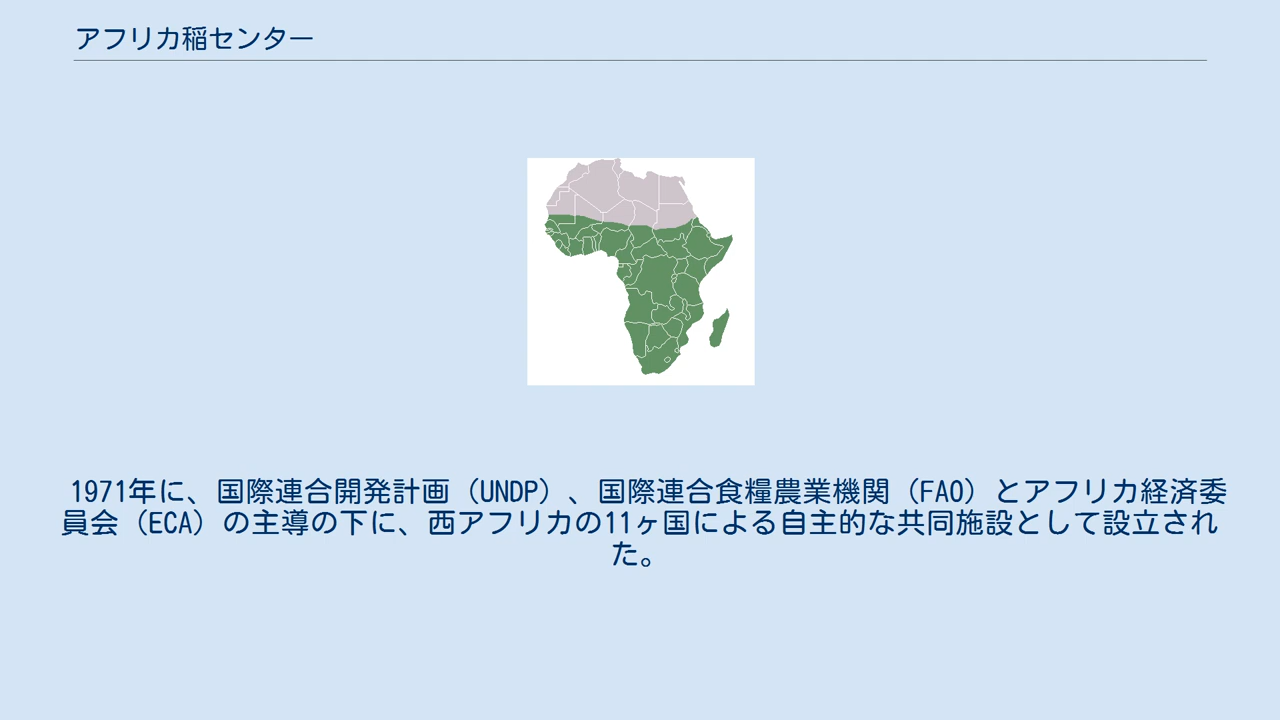 アフリカ稲センター
1971年に、国際連合開発計画（UNDP）、国際連合食糧農業機関（FAO）とアフリカ経済委
員会（ECA）の主導の下に、西アフリカの11ヶ国による自主的な共同施設として設立され
た。